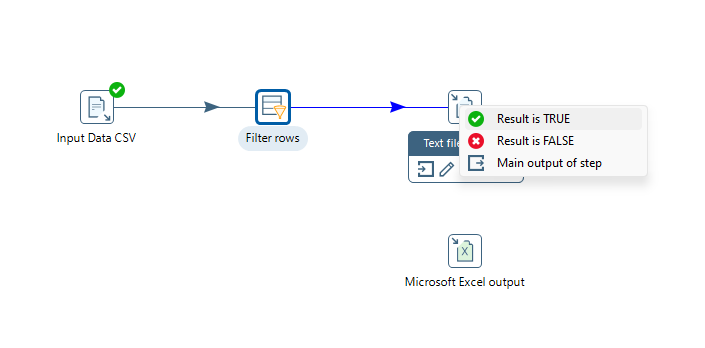 Input Data CSV
Filter rows
Text file
Result is TRUE
Result is FALSE
Main output of step
Microsoft Excel output